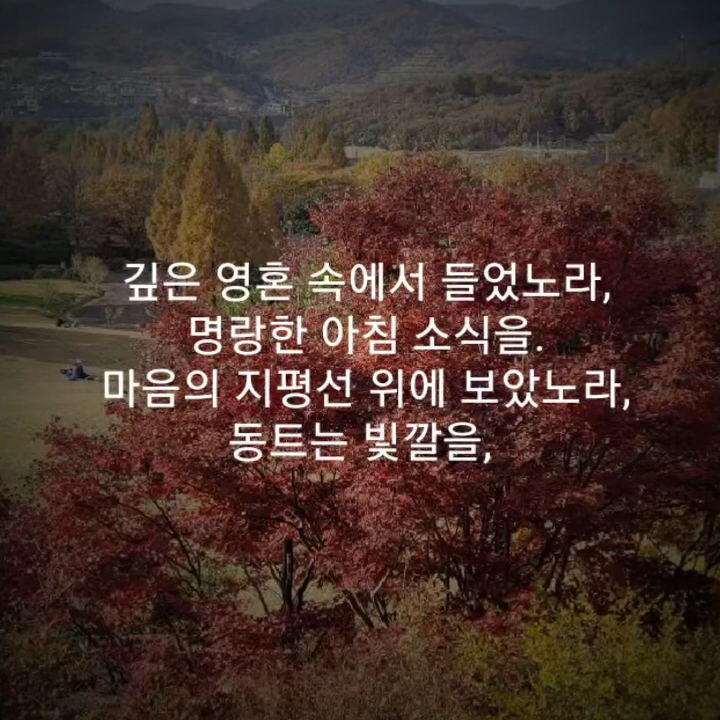 깊은 영혼 속에서 들었노라,
명랑한 아침 소식을.
마음의 지평선 위에 보았노라,
동트는 빛깔을,